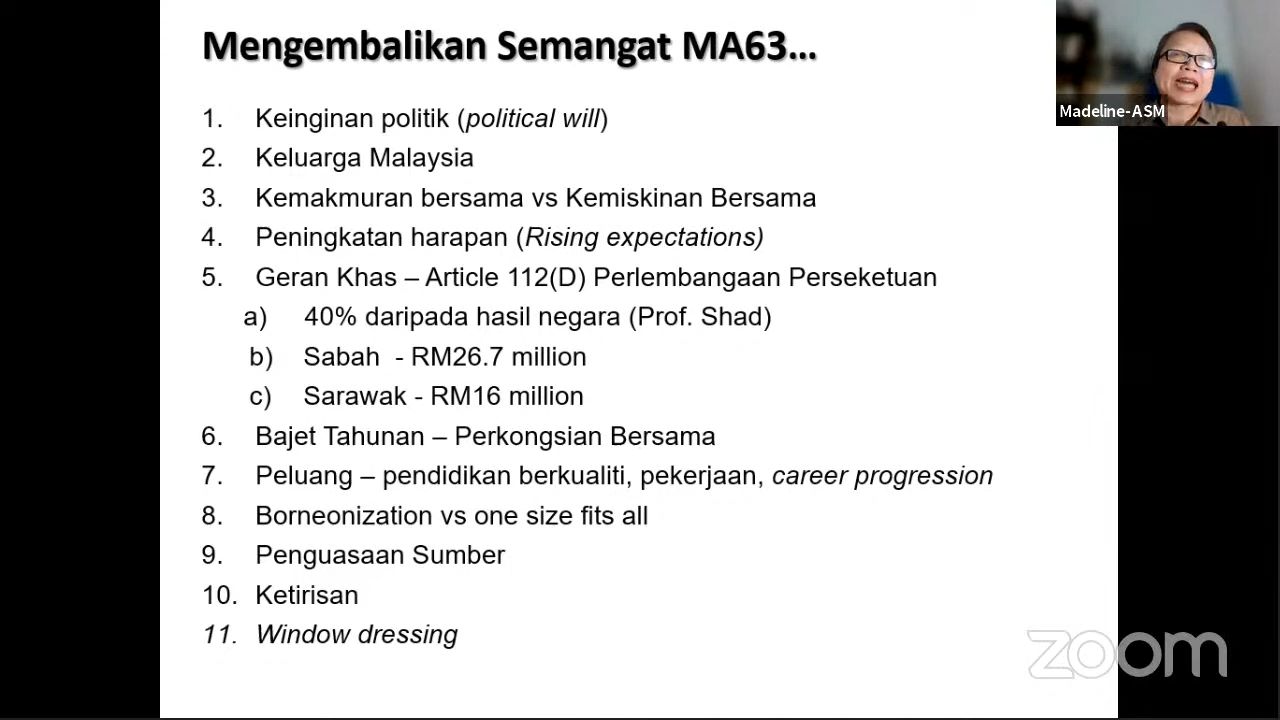 Mengembalikan Semangat MA63...
1. Keinginan politik (political will)
2. Keluarga Malaysia
3. Kemakmuran bersama vs Kemiskinan Bersama
4. Peningkatan harapan (Rising expectations)
5. Geran Khas – Article 112(D) Perlembangaan Perseketuan
a) 40% daripada hasil negara (Prof. Shad)
b) Sabah - RM26.7 million
c) Sarawak - RM16 million
6. Bajet Tahunan – Perkongsian Bersama
7. Peluang – pendidikan berkualiti, pekerjaan, career progression
8. Borneonization vs one size fits all
9. Penguasaan Sumber
10. Ketirisan
11. Window dressing
Madeline-ASM
zoom